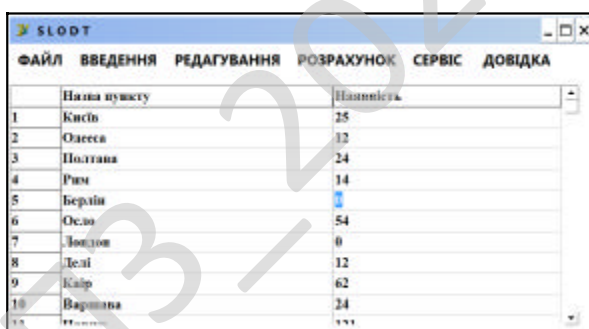 SLODT
ФАЙЛ ВВЕДЕННЯ РЕДАГУВАННЯ РОЗРАХУНОК СЕРВІС ДОВІДКА
Назва пункту Наявність
1 Київ 25
2 Одеса 12
3 Полтава 24
4 Рим 14
5 Берлін 0
6 Осло 54
7 Лондон 0
8 Делі 12
9 Каїр 62
10 Варшава 24